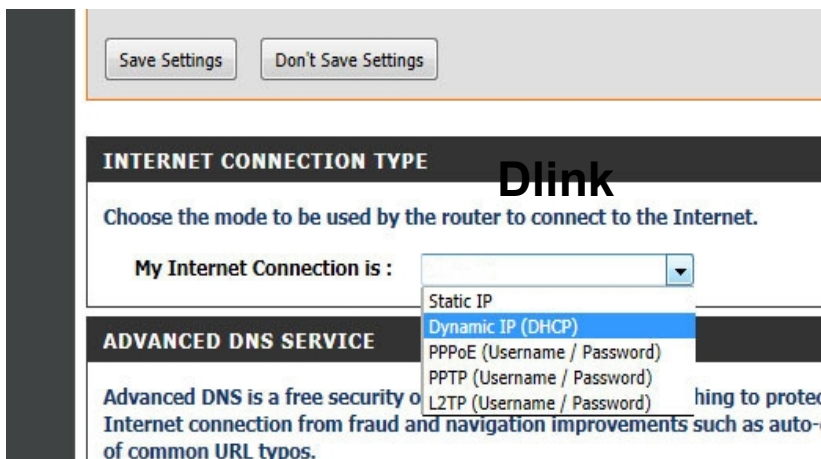 Save Settings Don't Save Settings
INTERNET CONNECTION TYPE
Dlink
Choose the mode to be used by the router to connect to the Internet.
My Internet Connection is :
Static IP
Dynamic IP (DHCP)
PPPoE (Username / Password)
PPTP (Username / Password)
L2TP (Username / Password)
ADVANCED DNS SERVICE
Advanced DNS is a free security o hing to protec
Internet connection from fraud and navigation improvements such as auto-
of common URL typos.